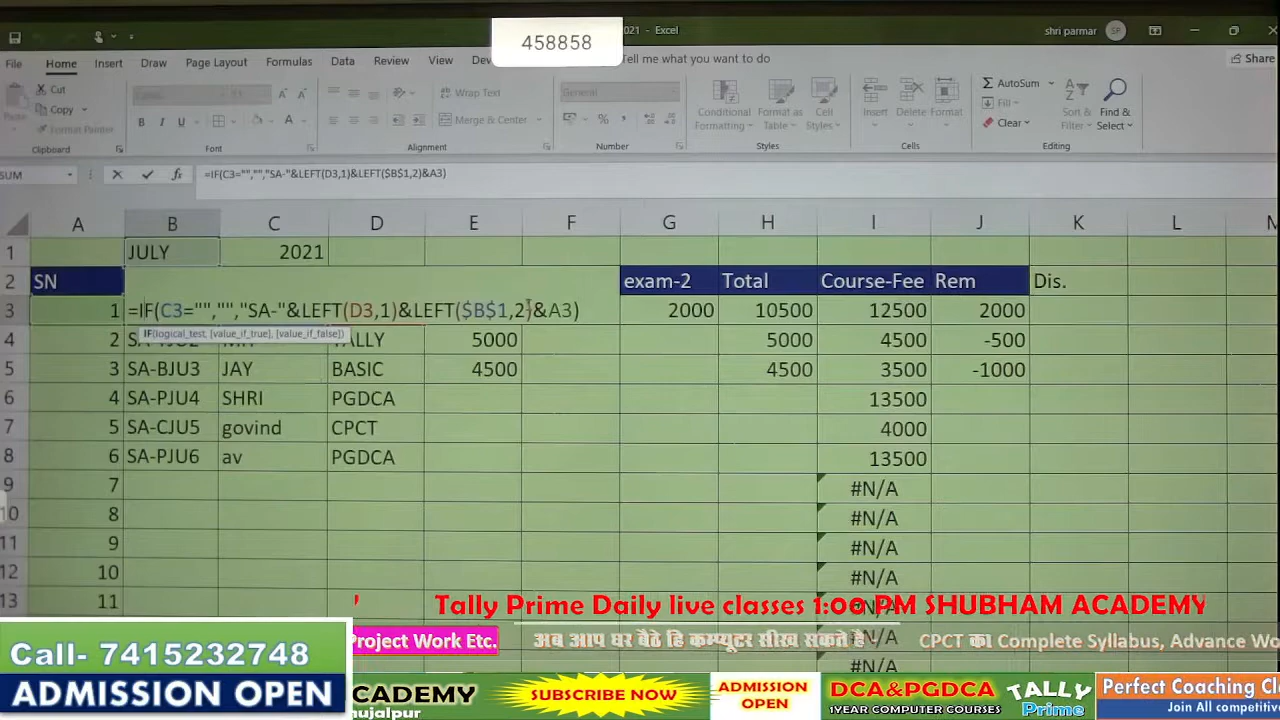 458858
021 - Excel
shri parmar
SP
File Home Insert Draw Page Layout Formulas Data Review View Dev Tell me what you want to do Share
Cut
Copy
Format Painter
Paste
Clipboard
Font
Wrap Text
Merge & Center
Alignment
General
Number
Conditional Formatting
Format as Table
Cell Styles
Styles
Insert Delete Format
Cells
AutoSum
Fill
Clear
Sort Filter
Find & Select
Editing
SUM
=IF(C3="","","SA-"&LEFT(D3,1)&LEFT($B$1,2)&A3)
A B C D E F G H I J K L M
1 JULY 2021
2 SN exam-2 Total Course-Fee Rem Dis.
3 1 =IF(C3="","","SA-"&LEFT(D3,1)&LEFT($B$1,2)&A3) 2000 10500 12500 2000
IF(logical_test, [value_if_true], [value_if_false])
4 2 TALLY 5000 5000 4500 -500
5 3 SA-BJU3 JAY BASIC 4500 4500 3500 -1000
6 4 SA-PJU4 SHRI PGDCA 13500
7 5 SA-CJU5 govind CPCT 4000
8 6 SA-PJU6 av PGDCA 13500
9 7 #N/A
10 8 #N/A
11 9 #N/A
12 10 #N/A
13 11
Tally Prime Daily live classes 1:00 PM SHUBHAM ACADEMY
Project Work Etc. अब आप घर बैठे हि कम्प्यूटर सीख सकते है CPCT का Complete Syllabus, Advance Wo
#N/A
Call- 7415232748
ADMISSION OPEN
CADEMY
hujalpur
SUBSCRIBE NOW
ADMISSION OPEN
DCA&PGDCA
1YEAR COMPUTER COURSES
TALLY Prime
Perfect Coaching Cl
Join All competitiv